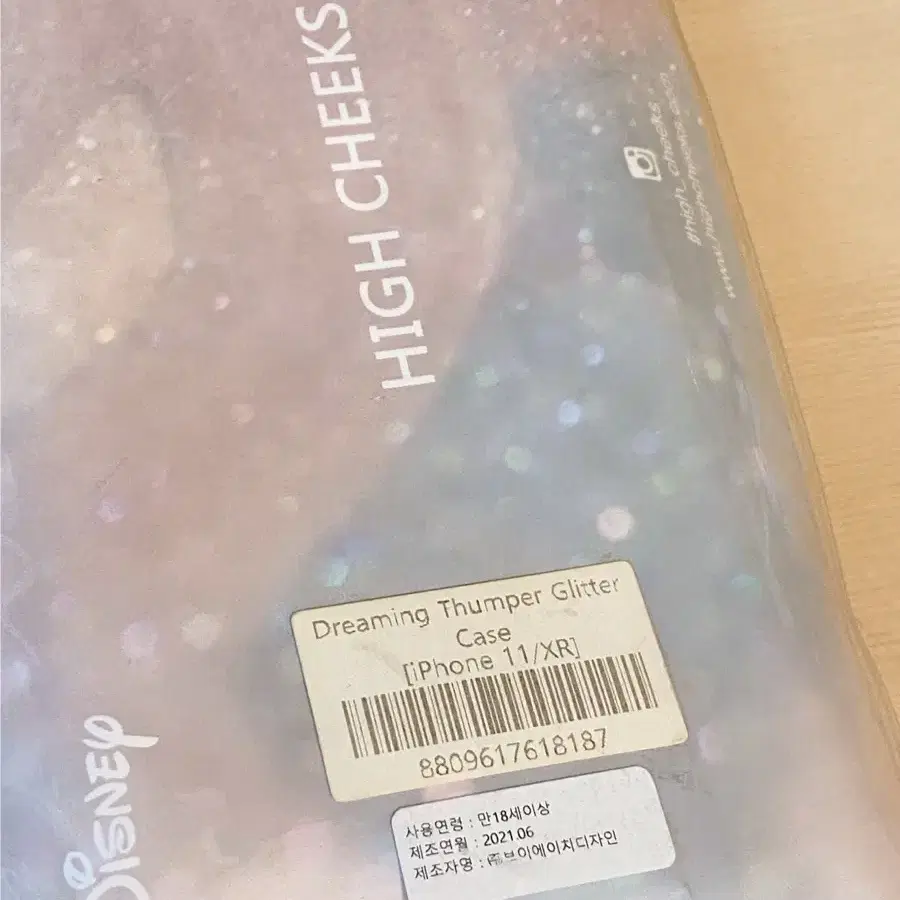 HIGH CHEEKS
#high_cheeks
www.highcheeks.com
Dreaming Thumper Glitter
Case
[iPhone 11/XR]
8809617618187
Disney
사용연령 : 만18세이상
제조연월 : 2021.06
제조자명 : ㈜브이에이치디자인